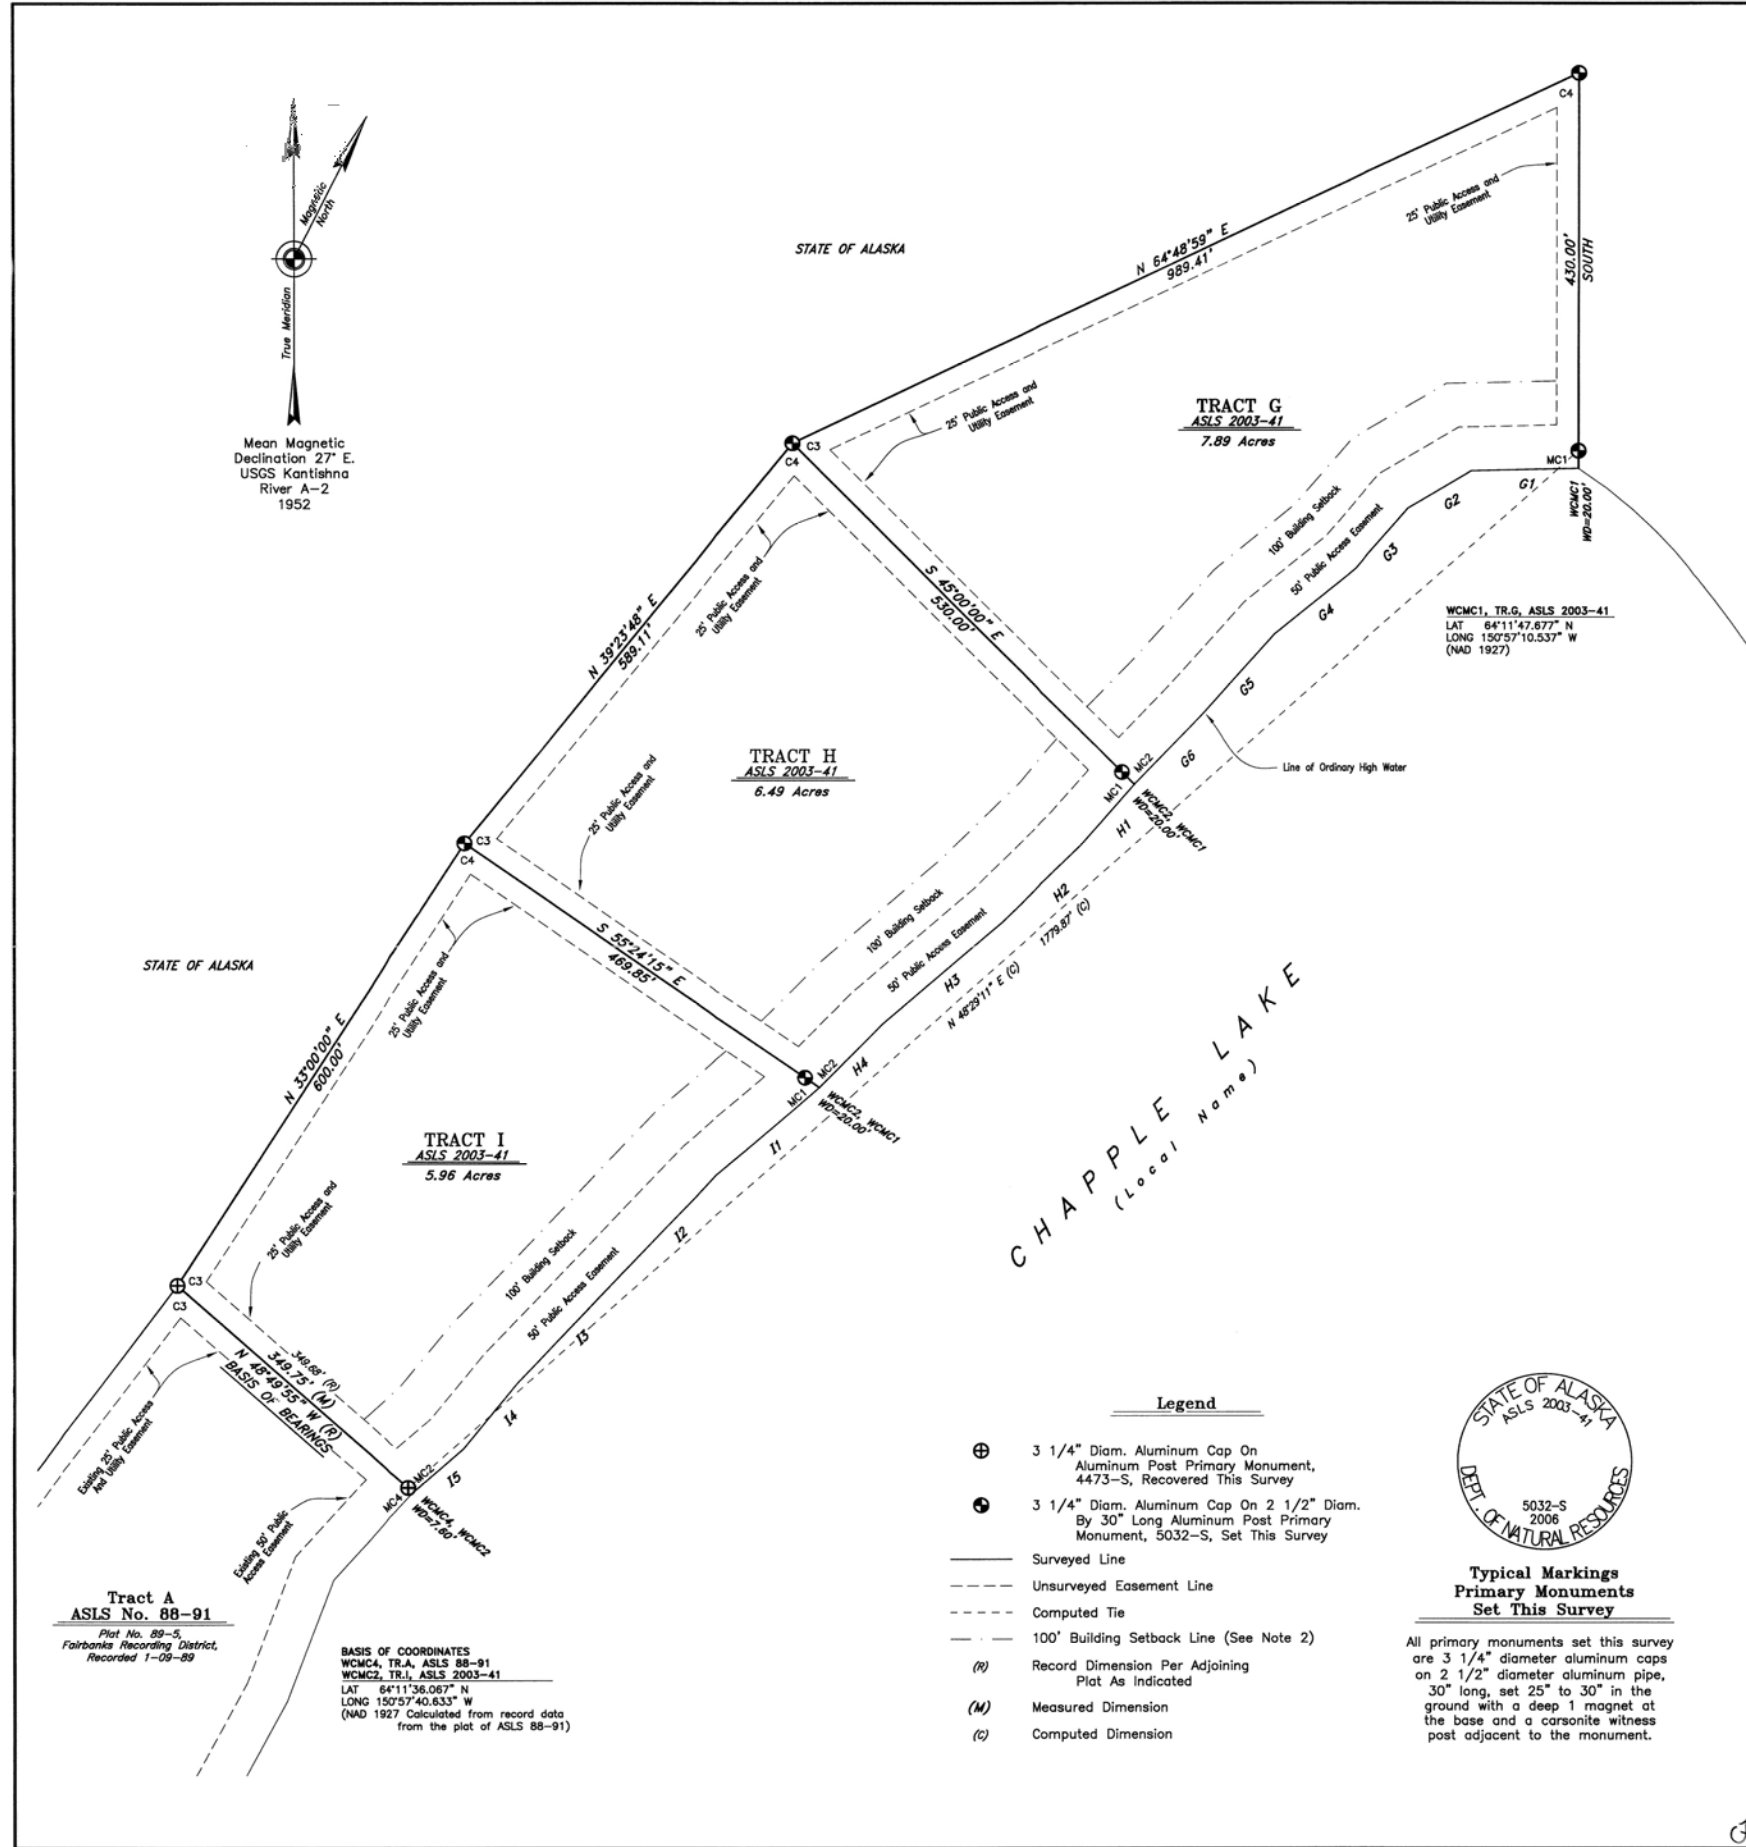 Magnetic
North
True Meridian
Mean Magnetic
Declination 27° E.
USGS Kantishna
River A-2
1952
STATE OF ALASKA
N 64°48'59" E
989.41'
C4
25' Public Access and
Utility Easement
430.00'
SOUTH
TRACT G
ASLS 2003-41
7.89 Acres
25' Public Access and
Utility Easement
C3
C4
MC1
WCMC1
WD=20.00'
G1
G2
G3
G4
G5
G6
100' Building Setback
50' Public Access Easement
WCMC1, TR.G, ASLS 2003-41
LAT 64°11'47.677" N
LONG 150°57'10.537" W
(NAD 1927)
S 45°00'00" E
530.00'
25' Public Access and
Utility Easement
N 39°23'48" E
589.11'
TRACT H
ASLS 2003-41
6.49 Acres
25' Public Access and
Utility Easement
Line of Ordinary High Water
MC2
MC1
WCMC2, WCMC1
WD=20.00'
H1
H2
H3
H4
1779.87' (C)
N 48°29'11" E (C)
100' Building Setback
50' Public Access Easement
C3
C4
S 55°24'15" E
469.85'
STATE OF ALASKA
25' Public Access and
Utility Easement
N 33°00'00" E
600.00'
TRACT I
ASLS 2003-41
5.96 Acres
25' Public Access and
Utility Easement
MC2
MC1
WCMC2, WCMC1
WD=20.00'
I1
I2
I3
I4
I5
100' Building Setback
50' Public Access Easement
CHAPPLE LAKE
(Local Name)
C3
C3
349.68' (R)
349.75' (M)
N 48°49'55" W (R)
BASIS OF BEARINGS
Existing 25' Public Access
And Utility Easement
MC2
MC4
WCMC4, WCMC2
WD=7.60'
Existing 50' Public
Access Easement
Tract A
ASLS No. 88-91
Plat No. 89-5,
Fairbanks Recording District,
Recorded 1-09-89
BASIS OF COORDINATES
WCMC4, TR.A, ASLS 88-91
WCMC2, TR.I, ASLS 2003-41
LAT 64°11'36.067" N
LONG 150°57'40.633" W
(NAD 1927 Calculated from record data
from the plat of ASLS 88-91)
Legend
3 1/4" Diam. Aluminum Cap On
Aluminum Post Primary Monument,
4473-S, Recovered This Survey
3 1/4" Diam. Aluminum Cap On 2 1/2" Diam.
By 30" Long Aluminum Post Primary
Monument, 5032-S, Set This Survey
Surveyed Line
Unsurveyed Easement Line
Computed Tie
100' Building Setback Line (See Note 2)
(R) Record Dimension Per Adjoining
Plat As Indicated
(M) Measured Dimension
(C) Computed Dimension
STATE OF ALASKA
ASLS 2003-41
5032-S
2006
DEPT. OF NATURAL RESOURCES
Typical Markings
Primary Monuments
Set This Survey
All primary monuments set this survey
are 3 1/4" diameter aluminum caps
on 2 1/2" diameter aluminum pipe,
30" long, set 25" to 30" in the
ground with a deep 1 magnet at
the base and a carsonite witness
post adjacent to the monument.